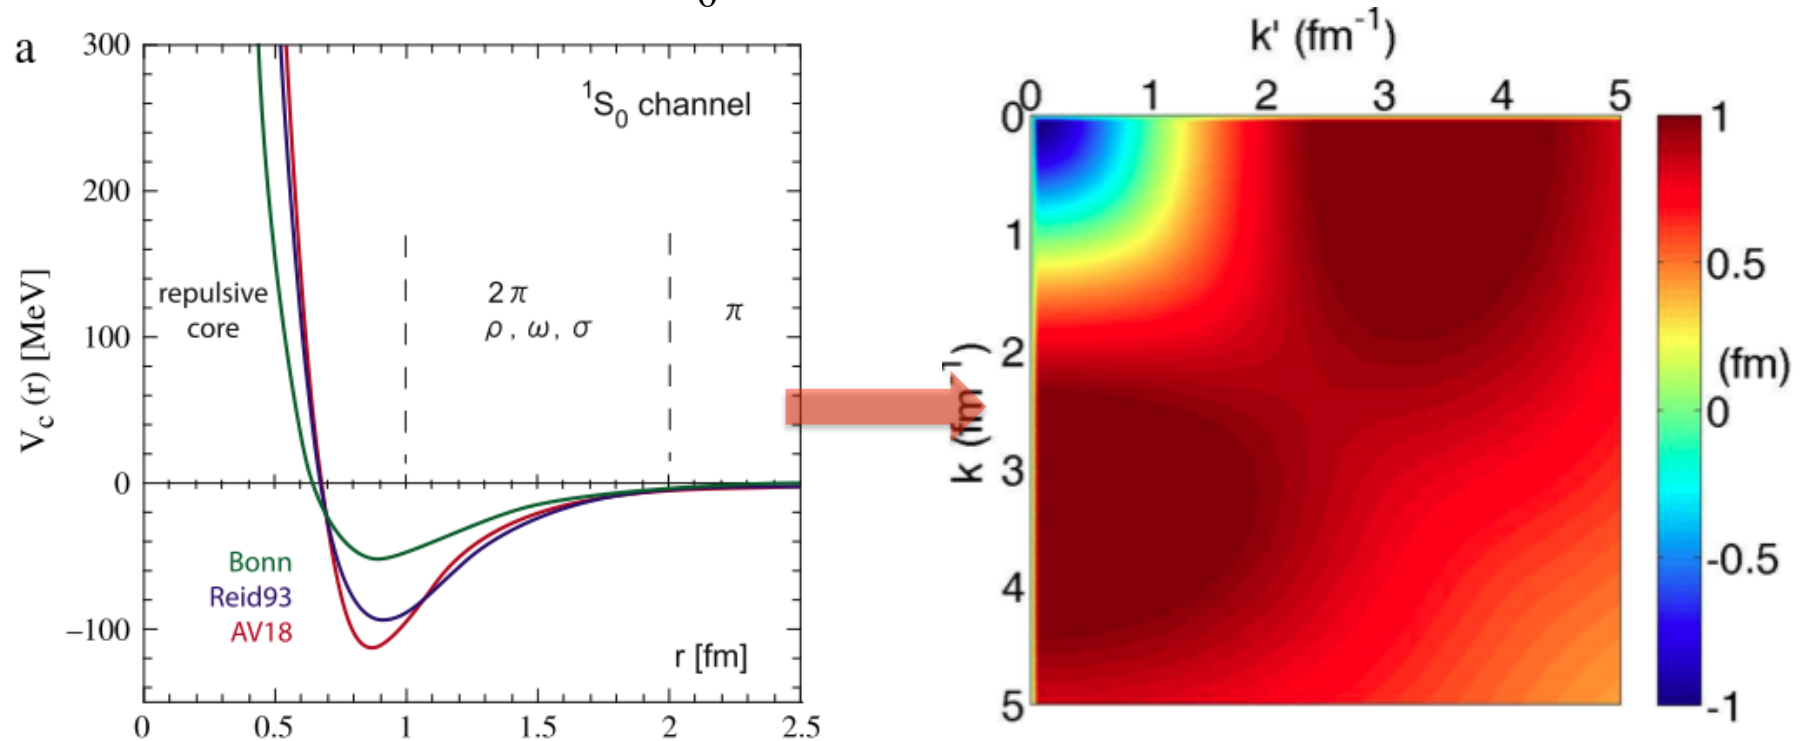 0
a
300
200
100
0
−100
V_c (r) [MeV]
¹S₀ channel
repulsive
core
2 π
ρ , ω , σ
π
Bonn
Reid93
AV18
r [fm]
0 0.5 1 1.5 2 2.5
k' (fm⁻¹)
0 1 2 3 4 5
0
1
2
3
4
5
k (fm⁻¹)
1
0.5
(fm)
0
-0.5
-1